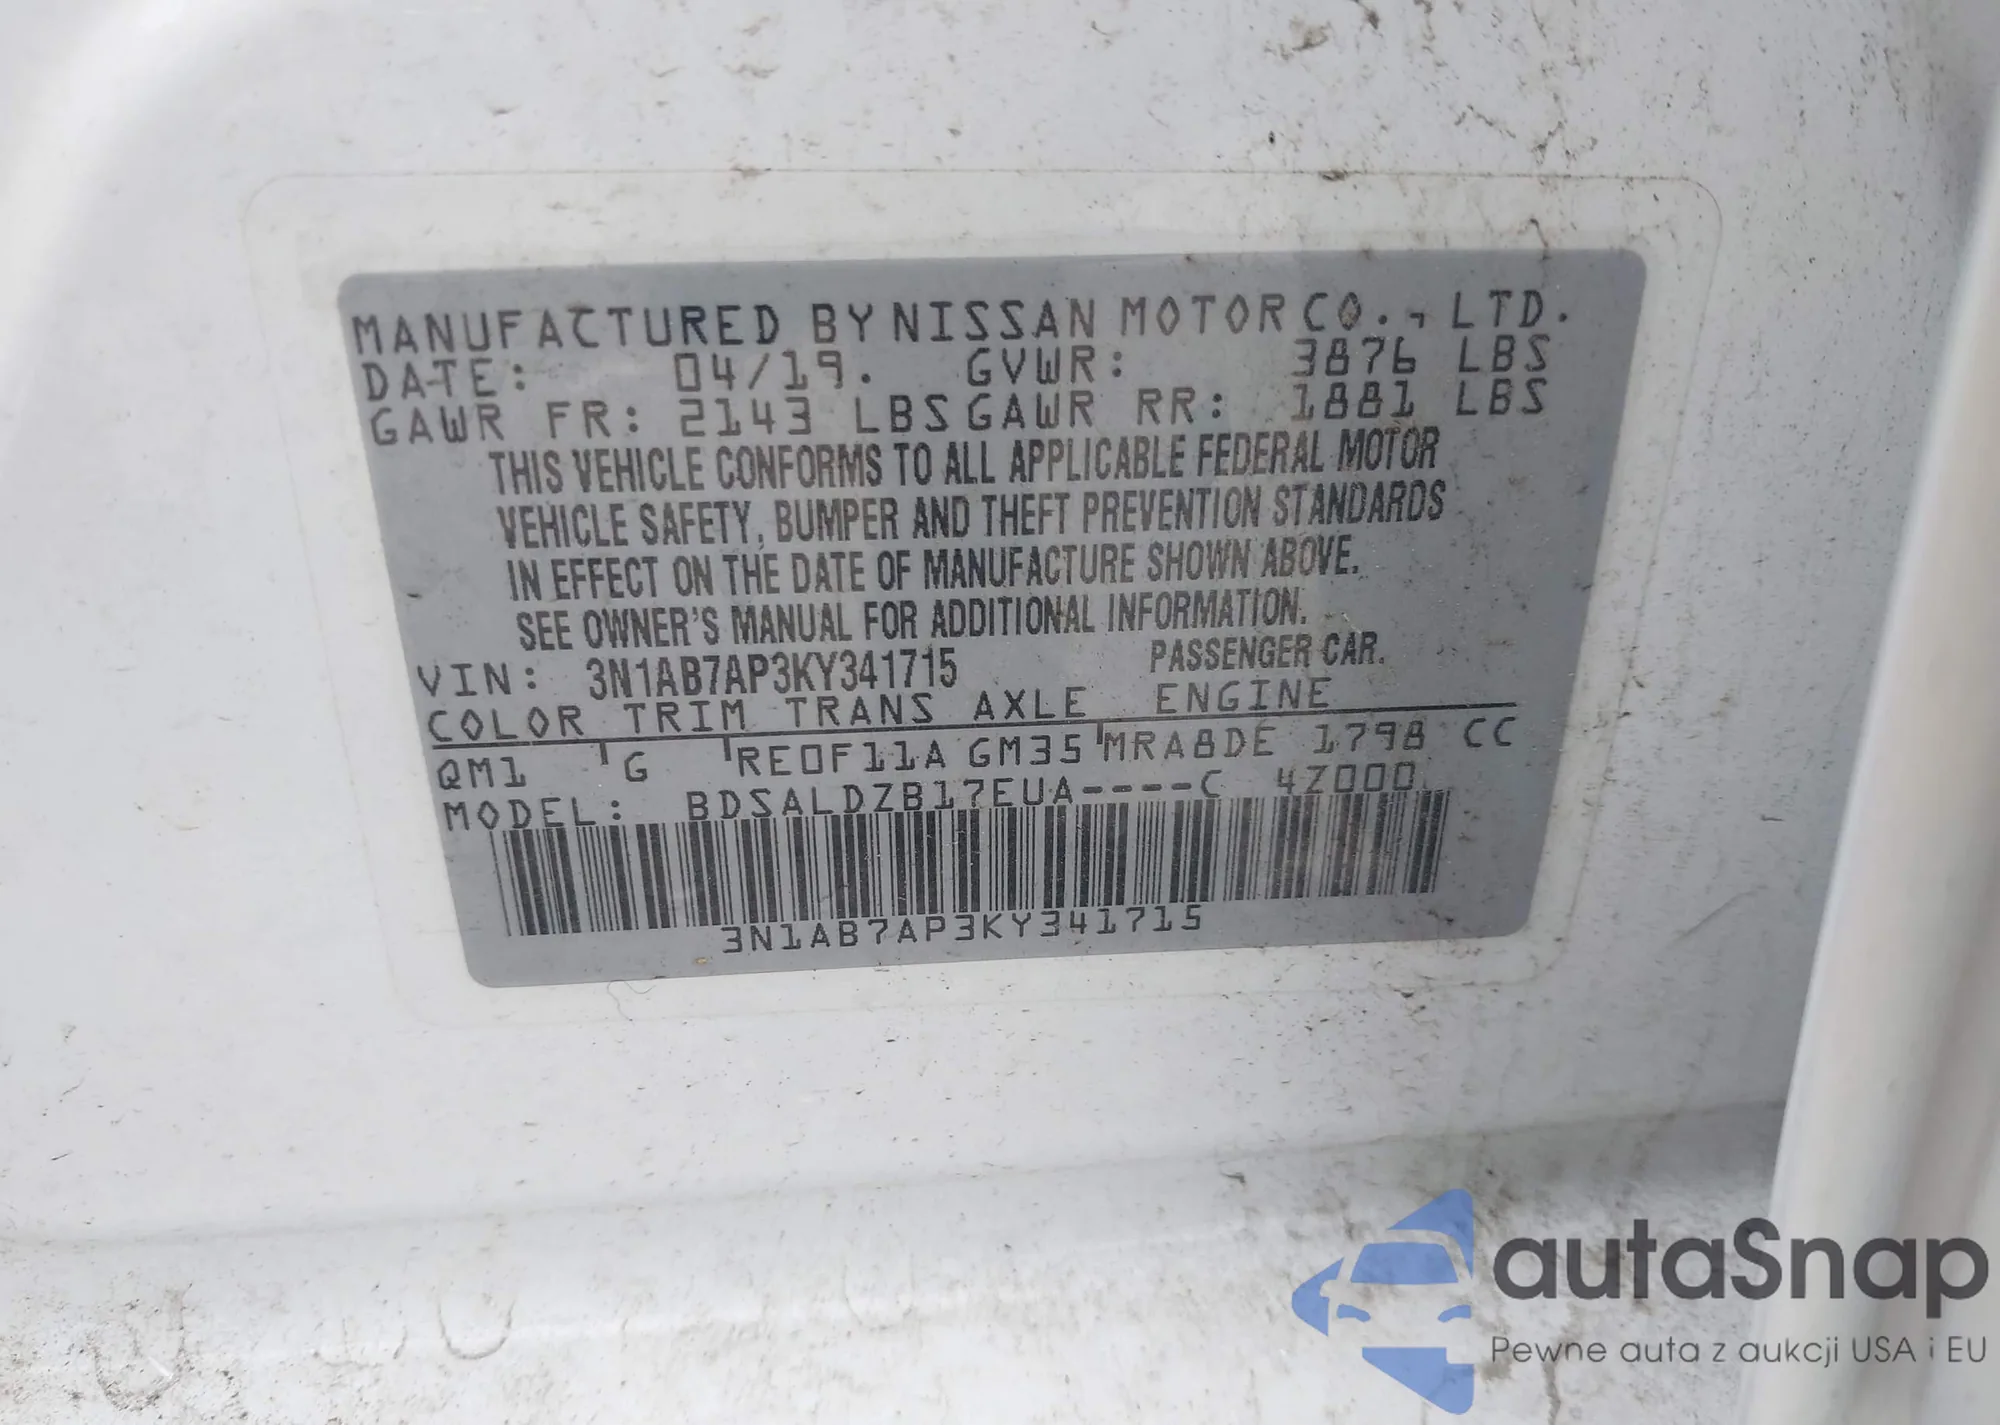 MANUFACTURED BY NISSAN MOTOR CO., LTD.
DATE: 04/19. GVWR: 3876 LBS
GAWR FR: 2143 LBS GAWR RR: 1881 LBS
THIS VEHICLE CONFORMS TO ALL APPLICABLE FEDERAL MOTOR
VEHICLE SAFETY, BUMPER AND THEFT PREVENTION STANDARDS
IN EFFECT ON THE DATE OF MANUFACTURE SHOWN ABOVE.
SEE OWNER'S MANUAL FOR ADDITIONAL INFORMATION.
VIN: 3N1AB7AP3KY341715 PASSENGER CAR.
COLOR TRIM TRANS AXLE ENGINE
QM1 G RE0F11A GM35 MRA8DE 1798 CC
MODEL: BDSALDZB17EUA----C 4Z000
3N1AB7AP3KY341715
autaSnap
Pewne auta z aukcji USA i EU